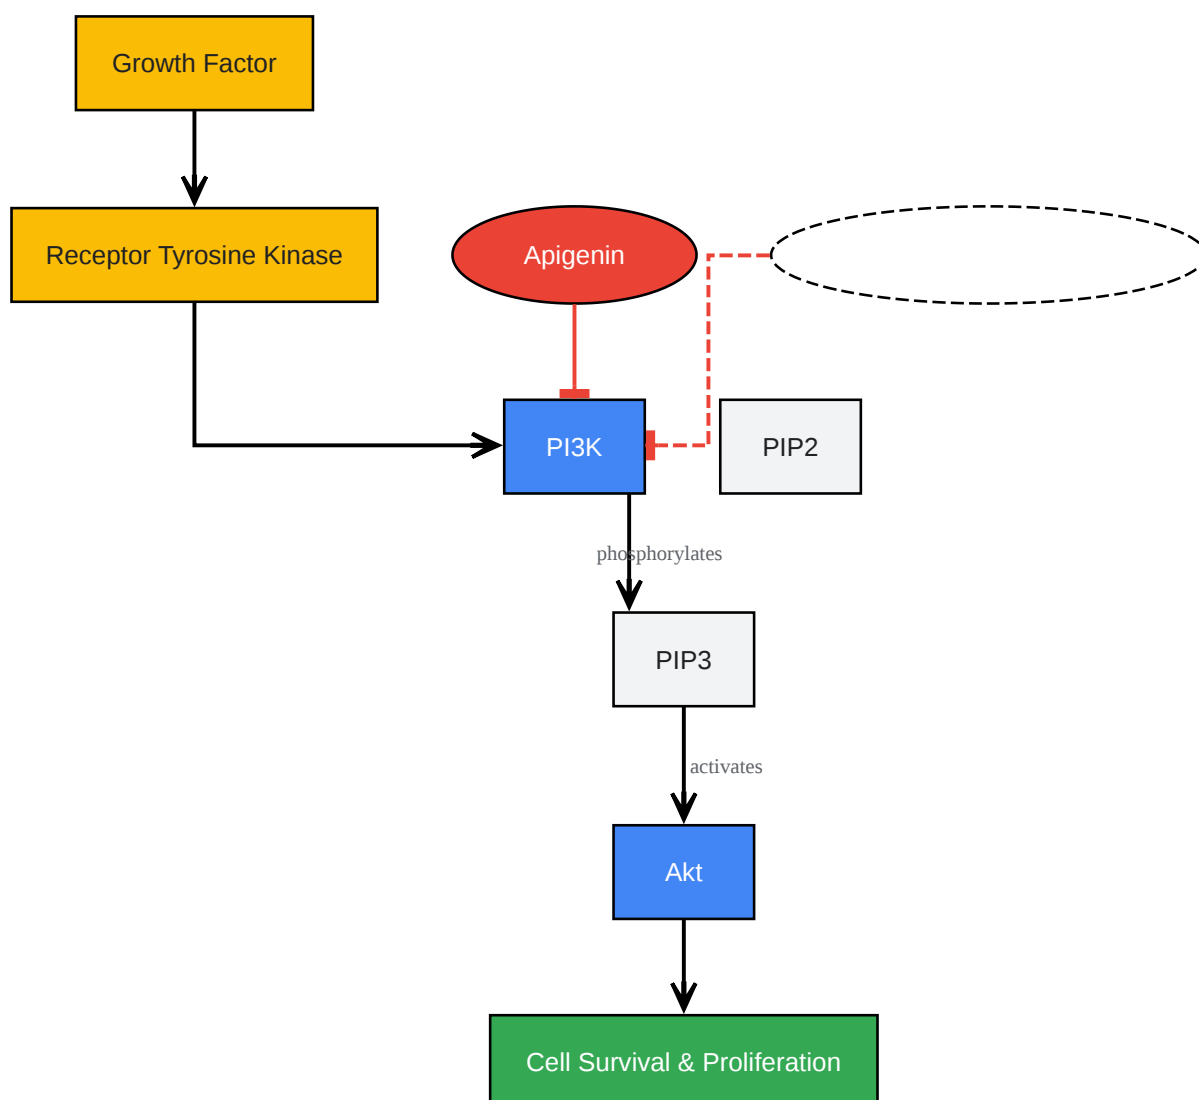 Growth Factor
Receptor Tyrosine Kinase
Apigenin
PI3K
PIP2
phosphorylates
PIP3
activates
Akt
Cell Survival & Proliferation